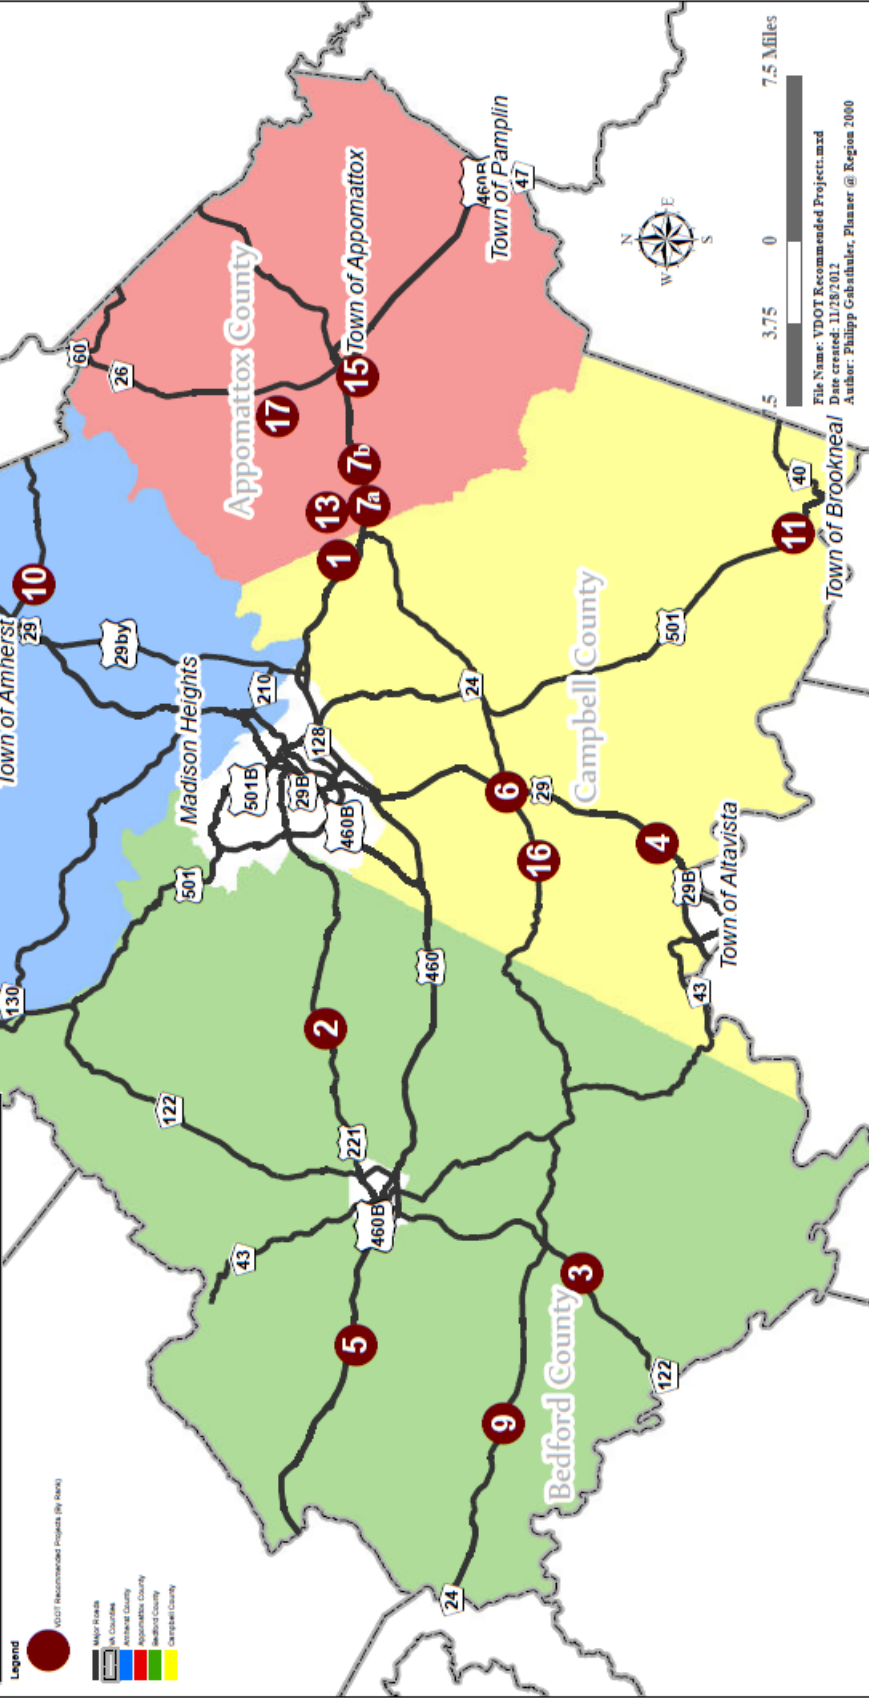 Legend
VDOT Recommended Projects (By Rank)
Major Roads
VA Counties
Amherst County
Appomattox County
Bedford County
Campbell County
130
Town of Amherst
29
10
29by
Madison Heights
210
501
501B
29B
128
460B
60
26
Appomattox County
17
15
Town of Appomattox
7b
13
7a
1
460B
Town of Pamplin
47
122
2
221
43
460B
5
460
24
6
29
16
Campbell County
4
29B
Town of Altavista
43
501
11
40
Town of Brookneal
9
3
Bedford County
122
24
N
W
E
S
7.5
3.75
0
7.5 Miles
File Name: VDOT Recommended Projects.mxd
Date created: 11/28/2012
Author: Philipp Gabathuler, Planner @ Region 2000